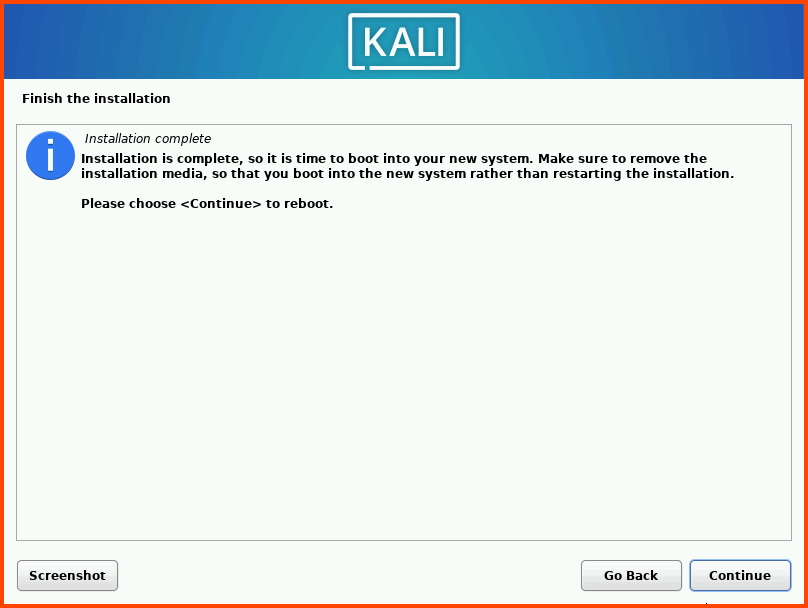 KALI
Finish the installation
Installation complete
Installation is complete, so it is time to boot into your new system. Make sure to remove the
installation media, so that you boot into the new system rather than restarting the installation.
Please choose <Continue> to reboot.
Screenshot
Go Back
Continue